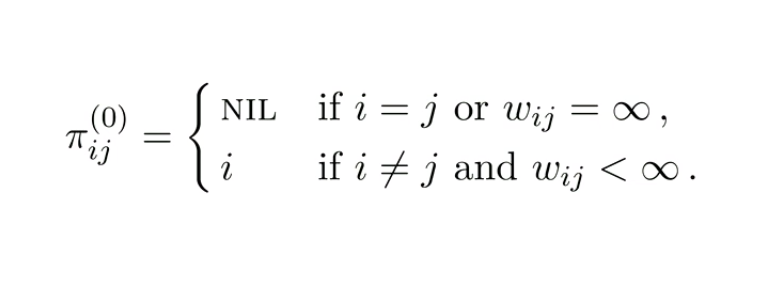 π_{ij}^{(0)} = { NIL if i = j or w_{ij} = ∞ ,
i if i ≠ j and w_{ij} < ∞ .